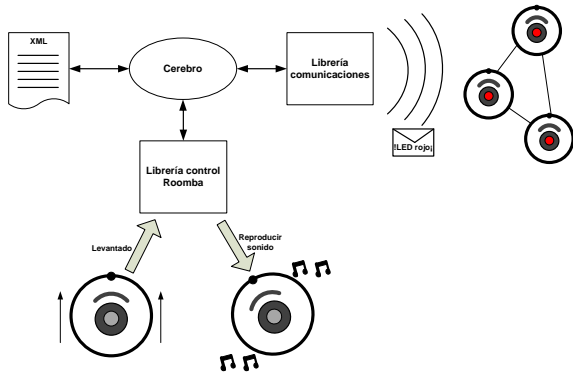 XML
Cerebro
Librería
comunicaciones
!LED rojo¡
Librería control
Roomba
Levantado
Reproducir
sonido